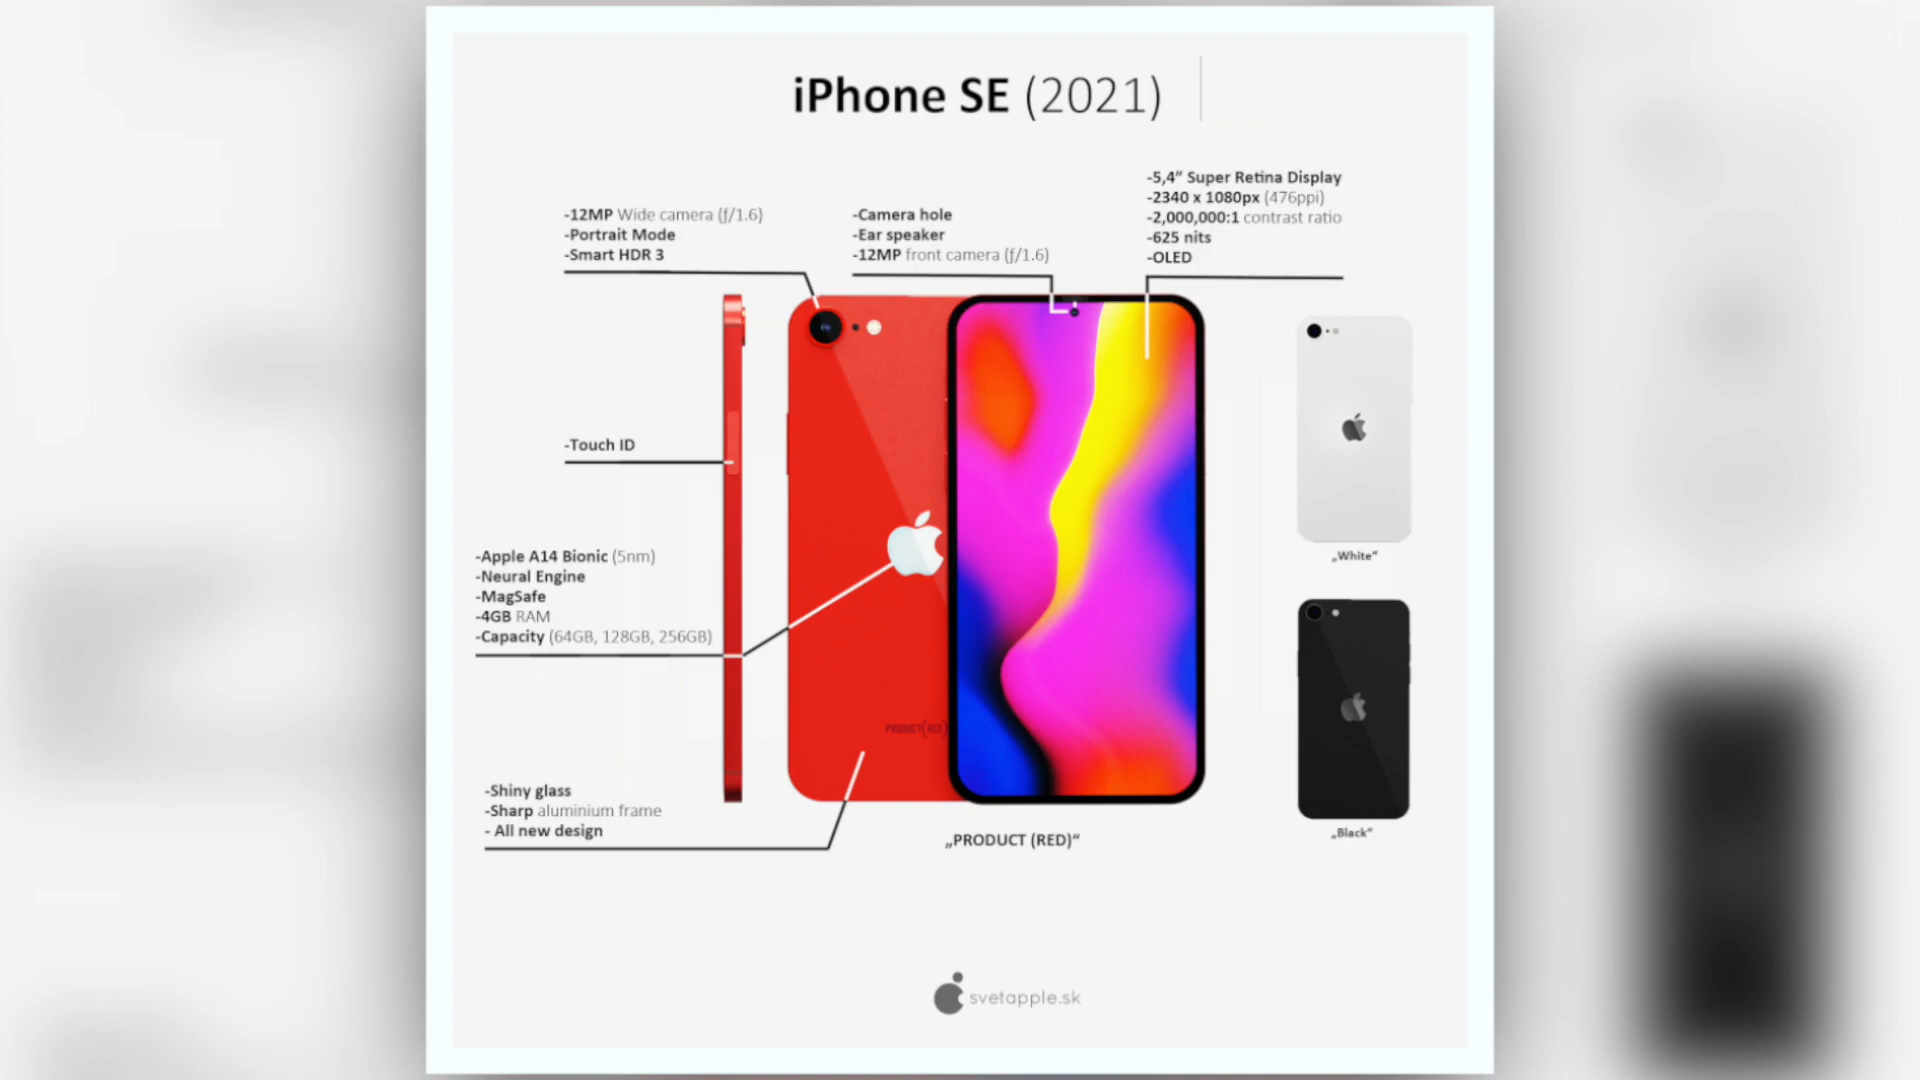 iPhone SE (2021)
-12MP Wide camera (ƒ/1.6)
-Portrait Mode
-Smart HDR 3
-Camera hole
-Ear speaker
-12MP front camera (ƒ/1.6)
-5,4” Super Retina Display
-2340 x 1080px (476ppi)
-2,000,000:1 contrast ratio
-625 nits
-OLED
-Touch ID
-Apple A14 Bionic (5nm)
-Neural Engine
-MagSafe
-4GB RAM
-Capacity (64GB, 128GB, 256GB)
PRODUCT(RED)
-Shiny glass
-Sharp aluminium frame
- All new design
„PRODUCT (RED)“
„White“
„Black“
svetapple.sk